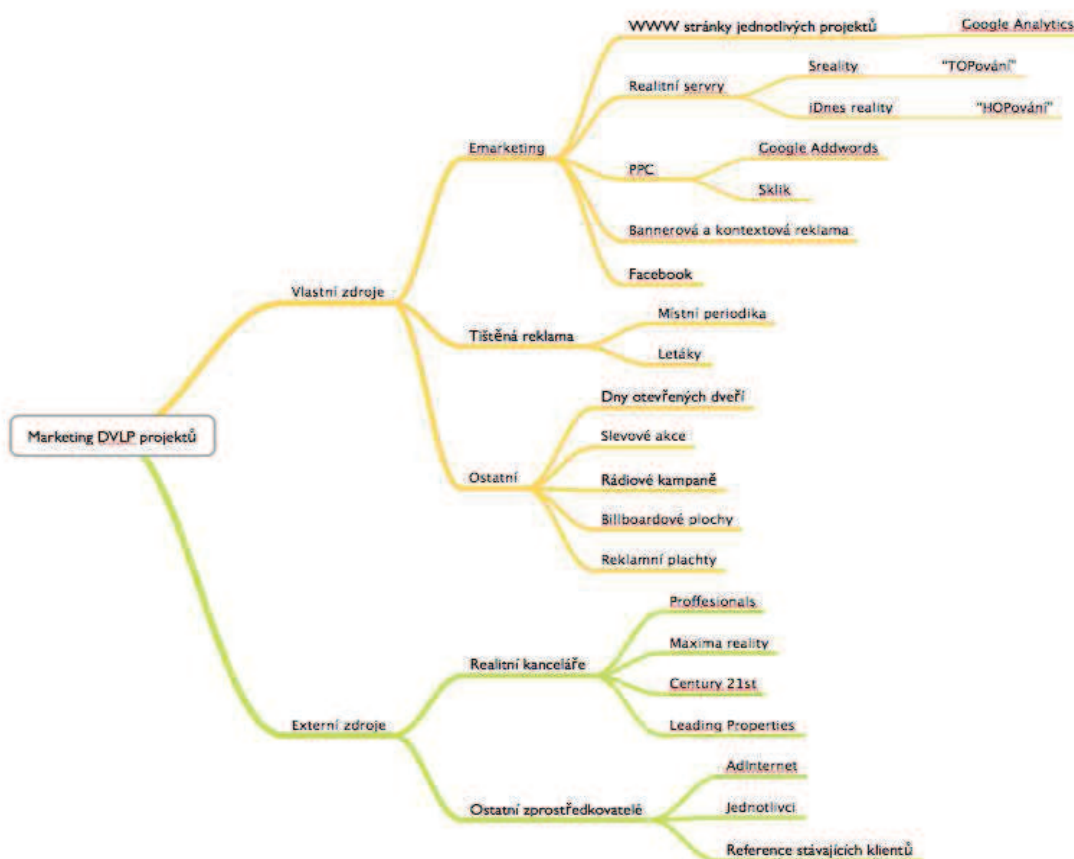 Marketing DVLP projektů
Vlastní zdroje
Emarketing
WWW stránky jednotlivých projektů
Google Analytics
Realitní servry
Sreality
"TOPování"
iDnes reality
"HOPování"
PPC
Google Addwords
Sklik
Bannerová a kontextová reklama
Facebook
Tištěná reklama
Místní periodika
Letáky
Ostatní
Dny otevřených dveří
Slevové akce
Rádiové kampaně
Billboardové plochy
Reklamní plachty
Externí zdroje
Realitní kanceláře
Proffesionals
Maxima reality
Century 21st
Leading Properties
Ostatní zprostředkovatelé
AdInternet
Jednotlivci
Reference stávajících klientů